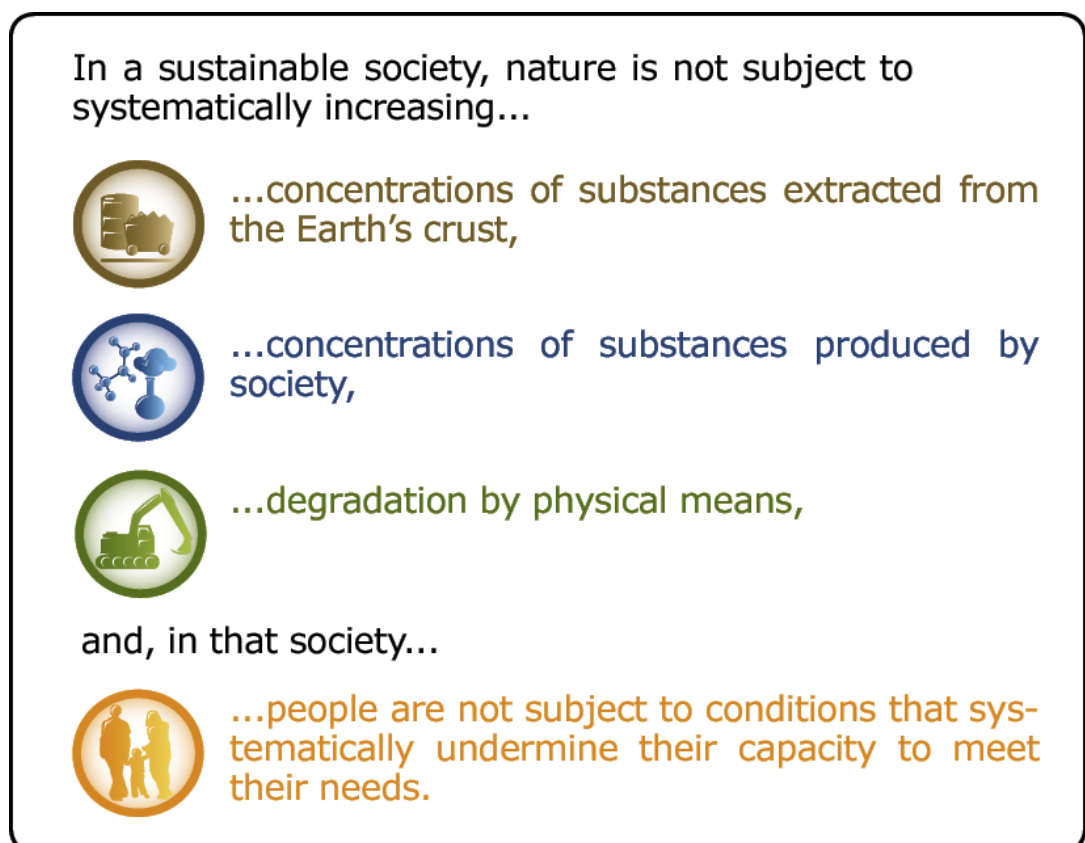 In a sustainable society, nature is not subject to
systematically increasing...
...concentrations of substances extracted from
the Earth’s crust,
...concentrations of substances produced by
society,
...degradation by physical means,
and, in that society...
...people are not subject to conditions that sys-
tematically undermine their capacity to meet
their needs.